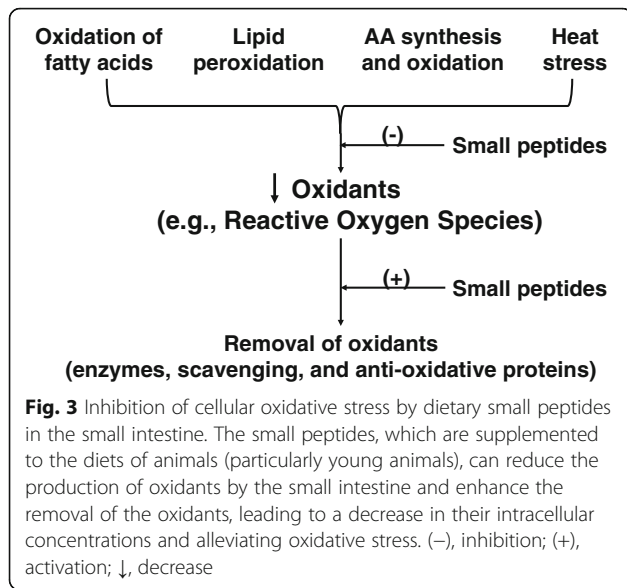 Oxidation of fatty acids
Lipid peroxidation
AA synthesis and oxidation
Heat stress
(-)
Small peptides
↓ Oxidants
(e.g., Reactive Oxygen Species)
(+)
Small peptides
Removal of oxidants
(enzymes, scavenging, and anti-oxidative proteins)
Fig. 3 Inhibition of cellular oxidative stress by dietary small peptides
in the small intestine. The small peptides, which are supplemented
to the diets of animals (particularly young animals), can reduce the
production of oxidants by the small intestine and enhance the
removal of the oxidants, leading to a decrease in their intracellular
concentrations and alleviating oxidative stress. (−), inhibition; (+),
activation; ↓, decrease